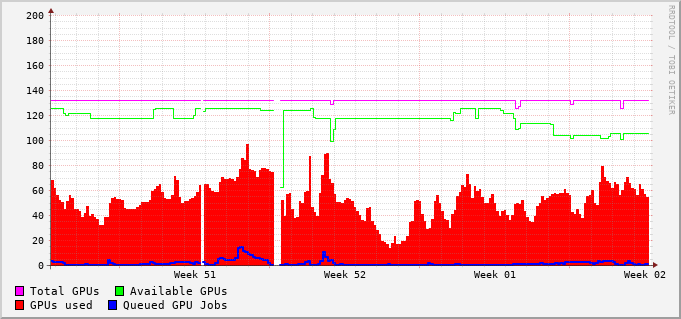 200
180
160
140
120
100
80
60
40
20
0
Week 51 Week 52 Week 01 Week 02
Total GPUs Available GPUs
GPUs used Queued GPU Jobs
RRDTOOL / TOBI OETIKER